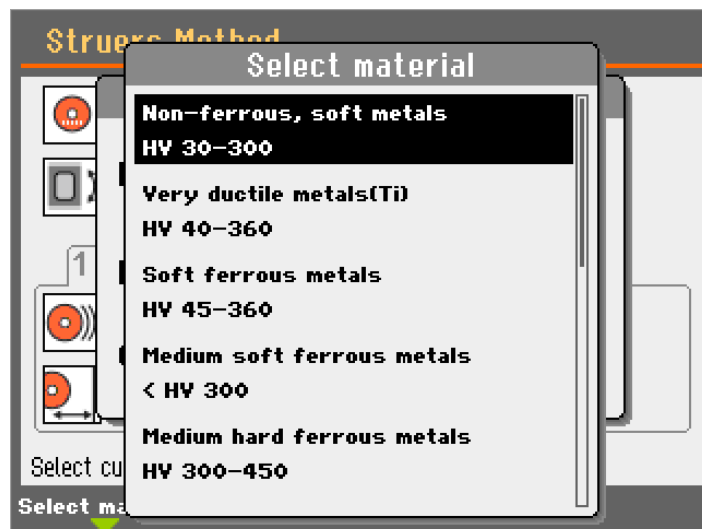 Struers Method
Select material
Non-ferrous, soft metals
HV 30-300
Very ductile metals(Ti)
HV 40-360
1
Soft ferrous metals
HV 45-360
Medium soft ferrous metals
< HV 300
Medium hard ferrous metals
HV 300-450
Select cu
Select ma